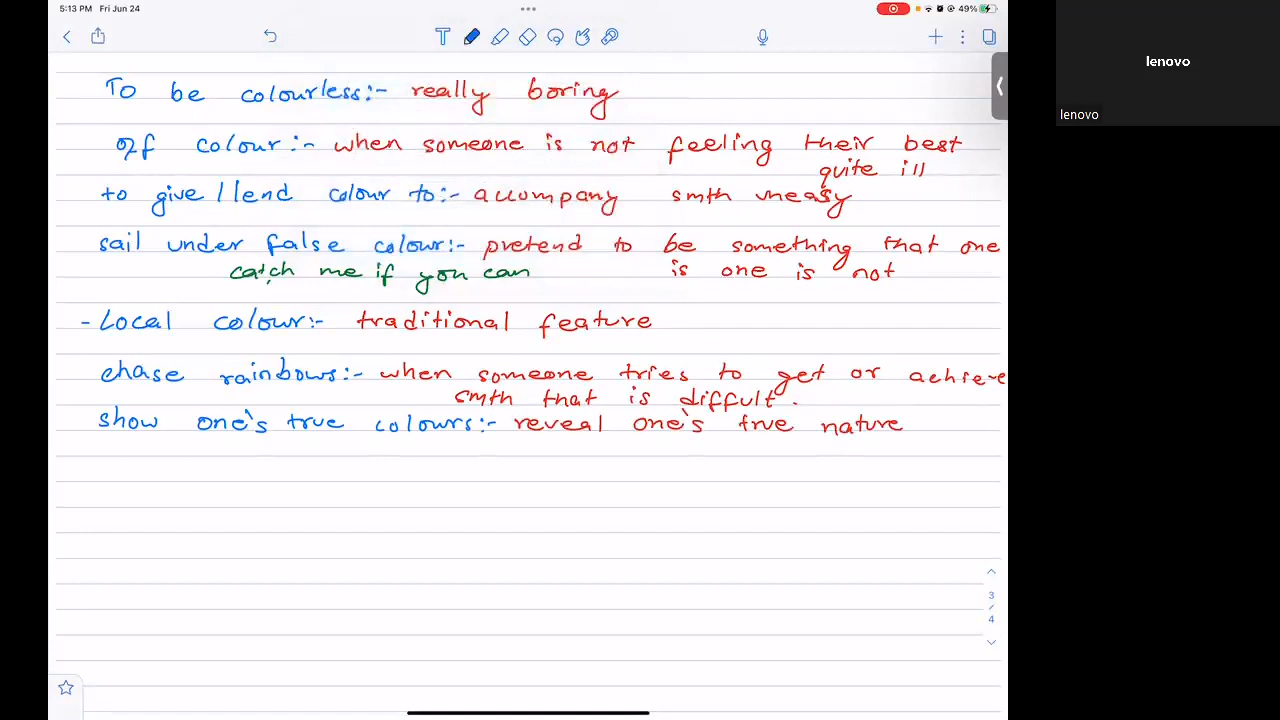 5:13 PM Fri Jun 24
49%
lenovo
lenovo
To be colourless:- really boring
off colour:- when someone is not feeling their best
quite ill
to give / lend colour to:- accompany smth uneasy
sail under false colour:- pretend to be something that one
catch me if you can is one is not
- Local colour:- traditional feature
chase rainbows:- when someone tries to get or achieve
smth that is diffult.
show one's true colours:- reveal one's true nature
3
/
4